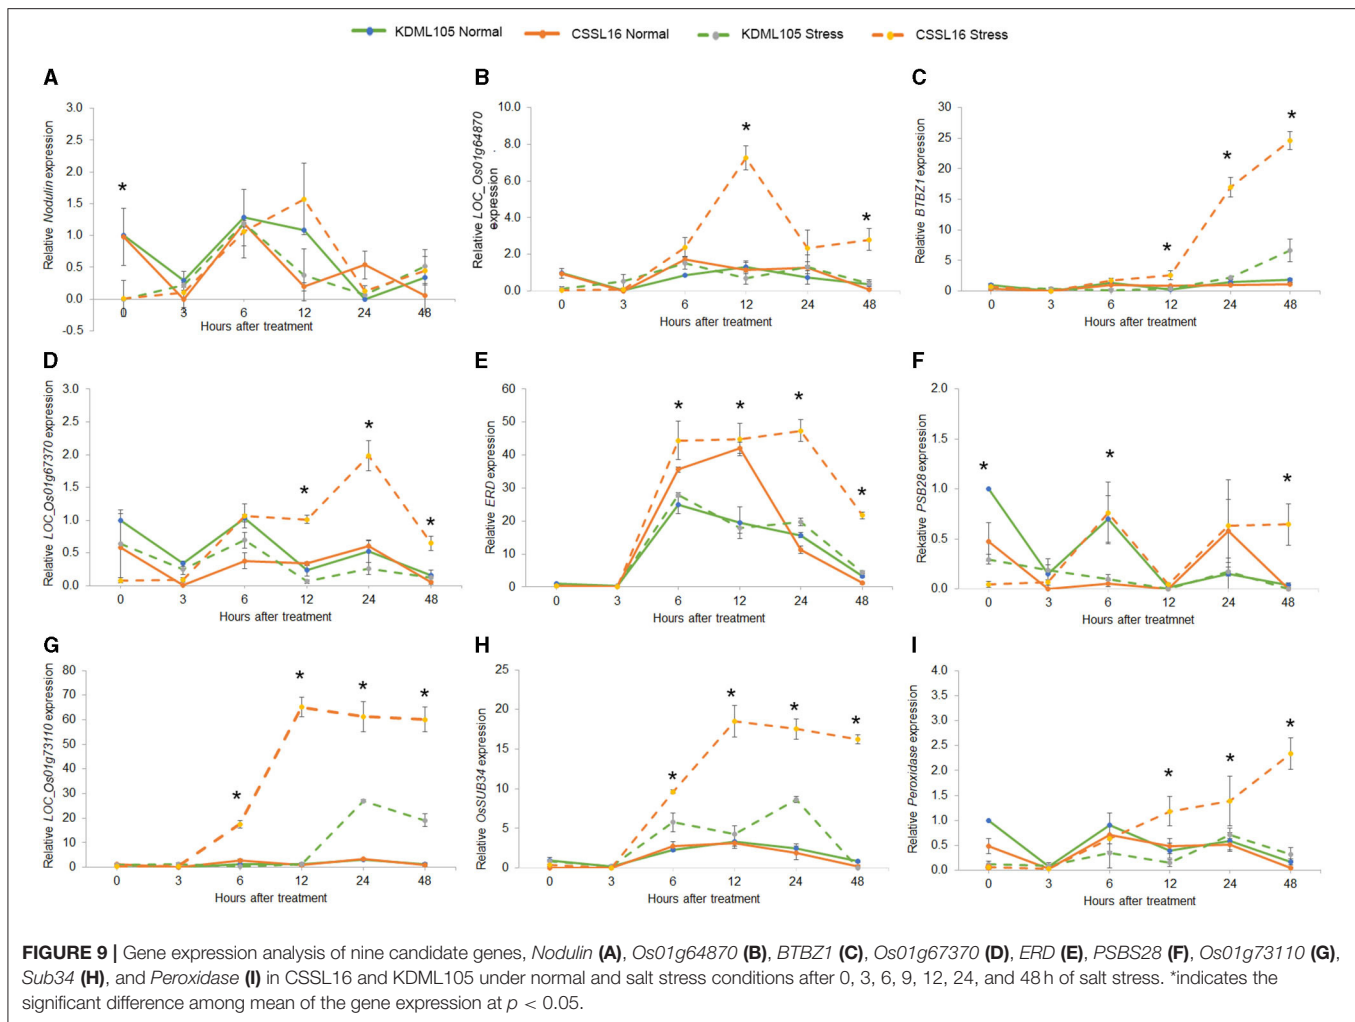 KDML105 Normal CSSL16 Normal KDML105 Stress CSSL16 Stress
A
Relative Nodulin expression
3.0
2.5
2.0
1.5
1.0
0.5
0.0
-0.5
*
0 3 6 12 24 48
Hours after treatment
B
Relative LOC_Os01g64870
expression
10.0
8.0
6.0
4.0
2.0
0.0
* *
0 3 6 12 24 48
Hours after treatment
C
Relative BTBZ1 expression
30
25
20
15
10
5
0
* * *
0 3 6 12 24 48
Hours after treatment
D
Relative LOC_Os01g67370 expression
3.0
2.5
2.0
1.5
1.0
0.5
0.0
* * *
0 3 6 12 24 48
Hours after treatment
E
Relative ERD expression
60
50
40
30
20
10
0
* * * *
0 3 6 12 24 48
Hours after treatment
F
Relative PSB28 expression
2.0
1.5
1.0
0.5
0.0
* * *
0 3 6 12 24 48
Hours after treatmnet
G
Relative LOC_Os01g73110 expression
80
70
60
50
40
30
20
10
0
* * * *
0 3 6 12 24 48
Hours after treatment
H
Relative OsSUB34 expression
25
20
15
10
5
0
* * * *
0 3 6 12 24 48
Hours after treatment
I
Relative Peroxidase expression
4.0
3.5
3.0
2.5
2.0
1.5
1.0
0.5
0.0
* * *
0 3 6 12 24 48
Hours after treatment
FIGURE 9 | Gene expression analysis of nine candidate genes, Nodulin (A), Os01g64870 (B), BTBZ1 (C), Os01g67370 (D), ERD (E), PSBS28 (F), Os01g73110 (G),
Sub34 (H), and Peroxidase (I) in CSSL16 and KDML105 under normal and salt stress conditions after 0, 3, 6, 9, 12, 24, and 48 h of salt stress. *indicates the
significant difference among mean of the gene expression at p < 0.05.